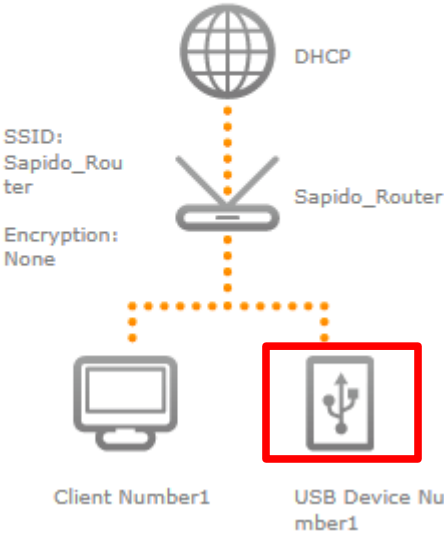 DHCP
SSID:
Sapido_Rou
ter
Sapido_Router
Encryption:
None
Client Number1
USB Device Nu
mber1